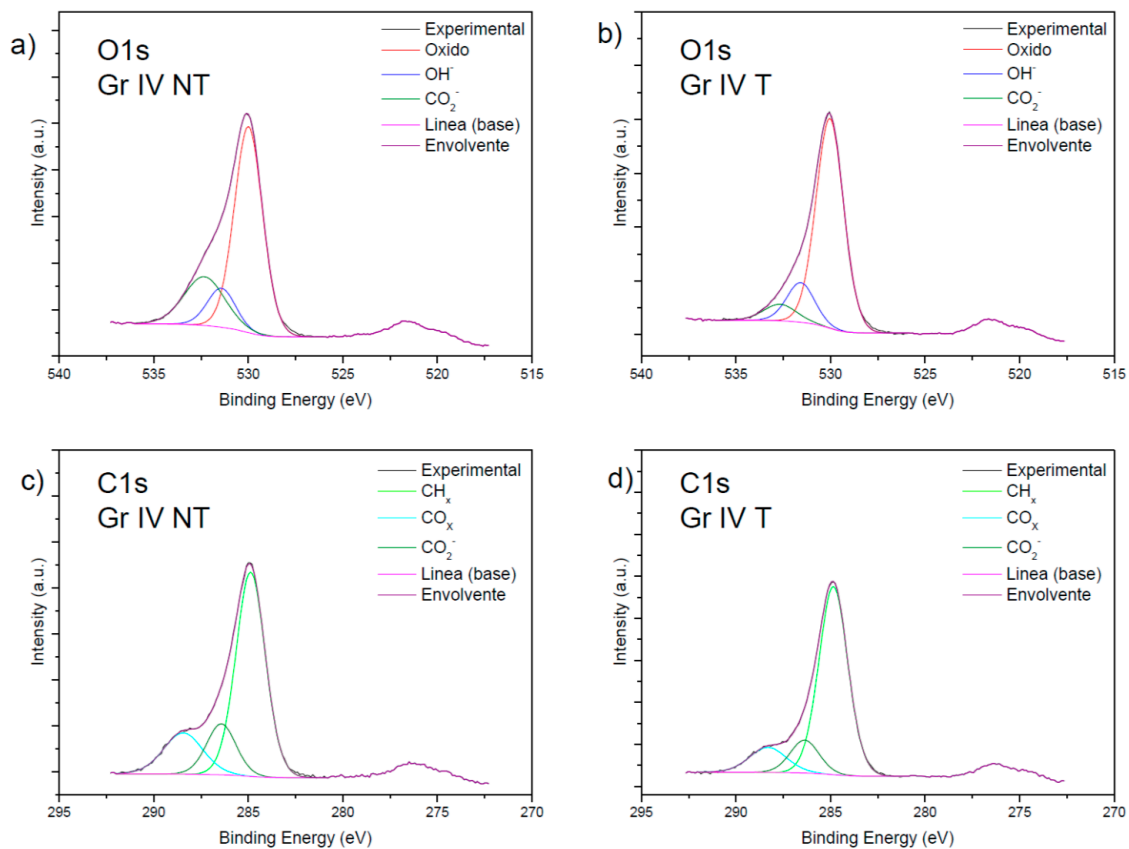 a)
O1s
Gr IV NT
Experimental
Oxido
OH⁻
CO₂⁻
Linea (base)
Envolvente
Intensity (a.u.)
540 535 530 525 520 515
Binding Energy (eV)
b)
O1s
Gr IV T
Experimental
Oxido
OH⁻
CO₂⁻
Linea (base)
Envolvente
Intensity (a.u.)
540 535 530 525 520 515
Binding Energy (eV)
c)
C1s
Gr IV NT
Experimental
CHₓ
COₓ
CO₂⁻
Linea (base)
Envolvente
Intensity (a.u.)
295 290 285 280 275 270
Binding Energy (eV)
d)
C1s
Gr IV T
Experimental
CHₓ
COₓ
CO₂⁻
Linea (base)
Envolvente
Intensity (a.u.)
295 290 285 280 275 270
Binding Energy (eV)